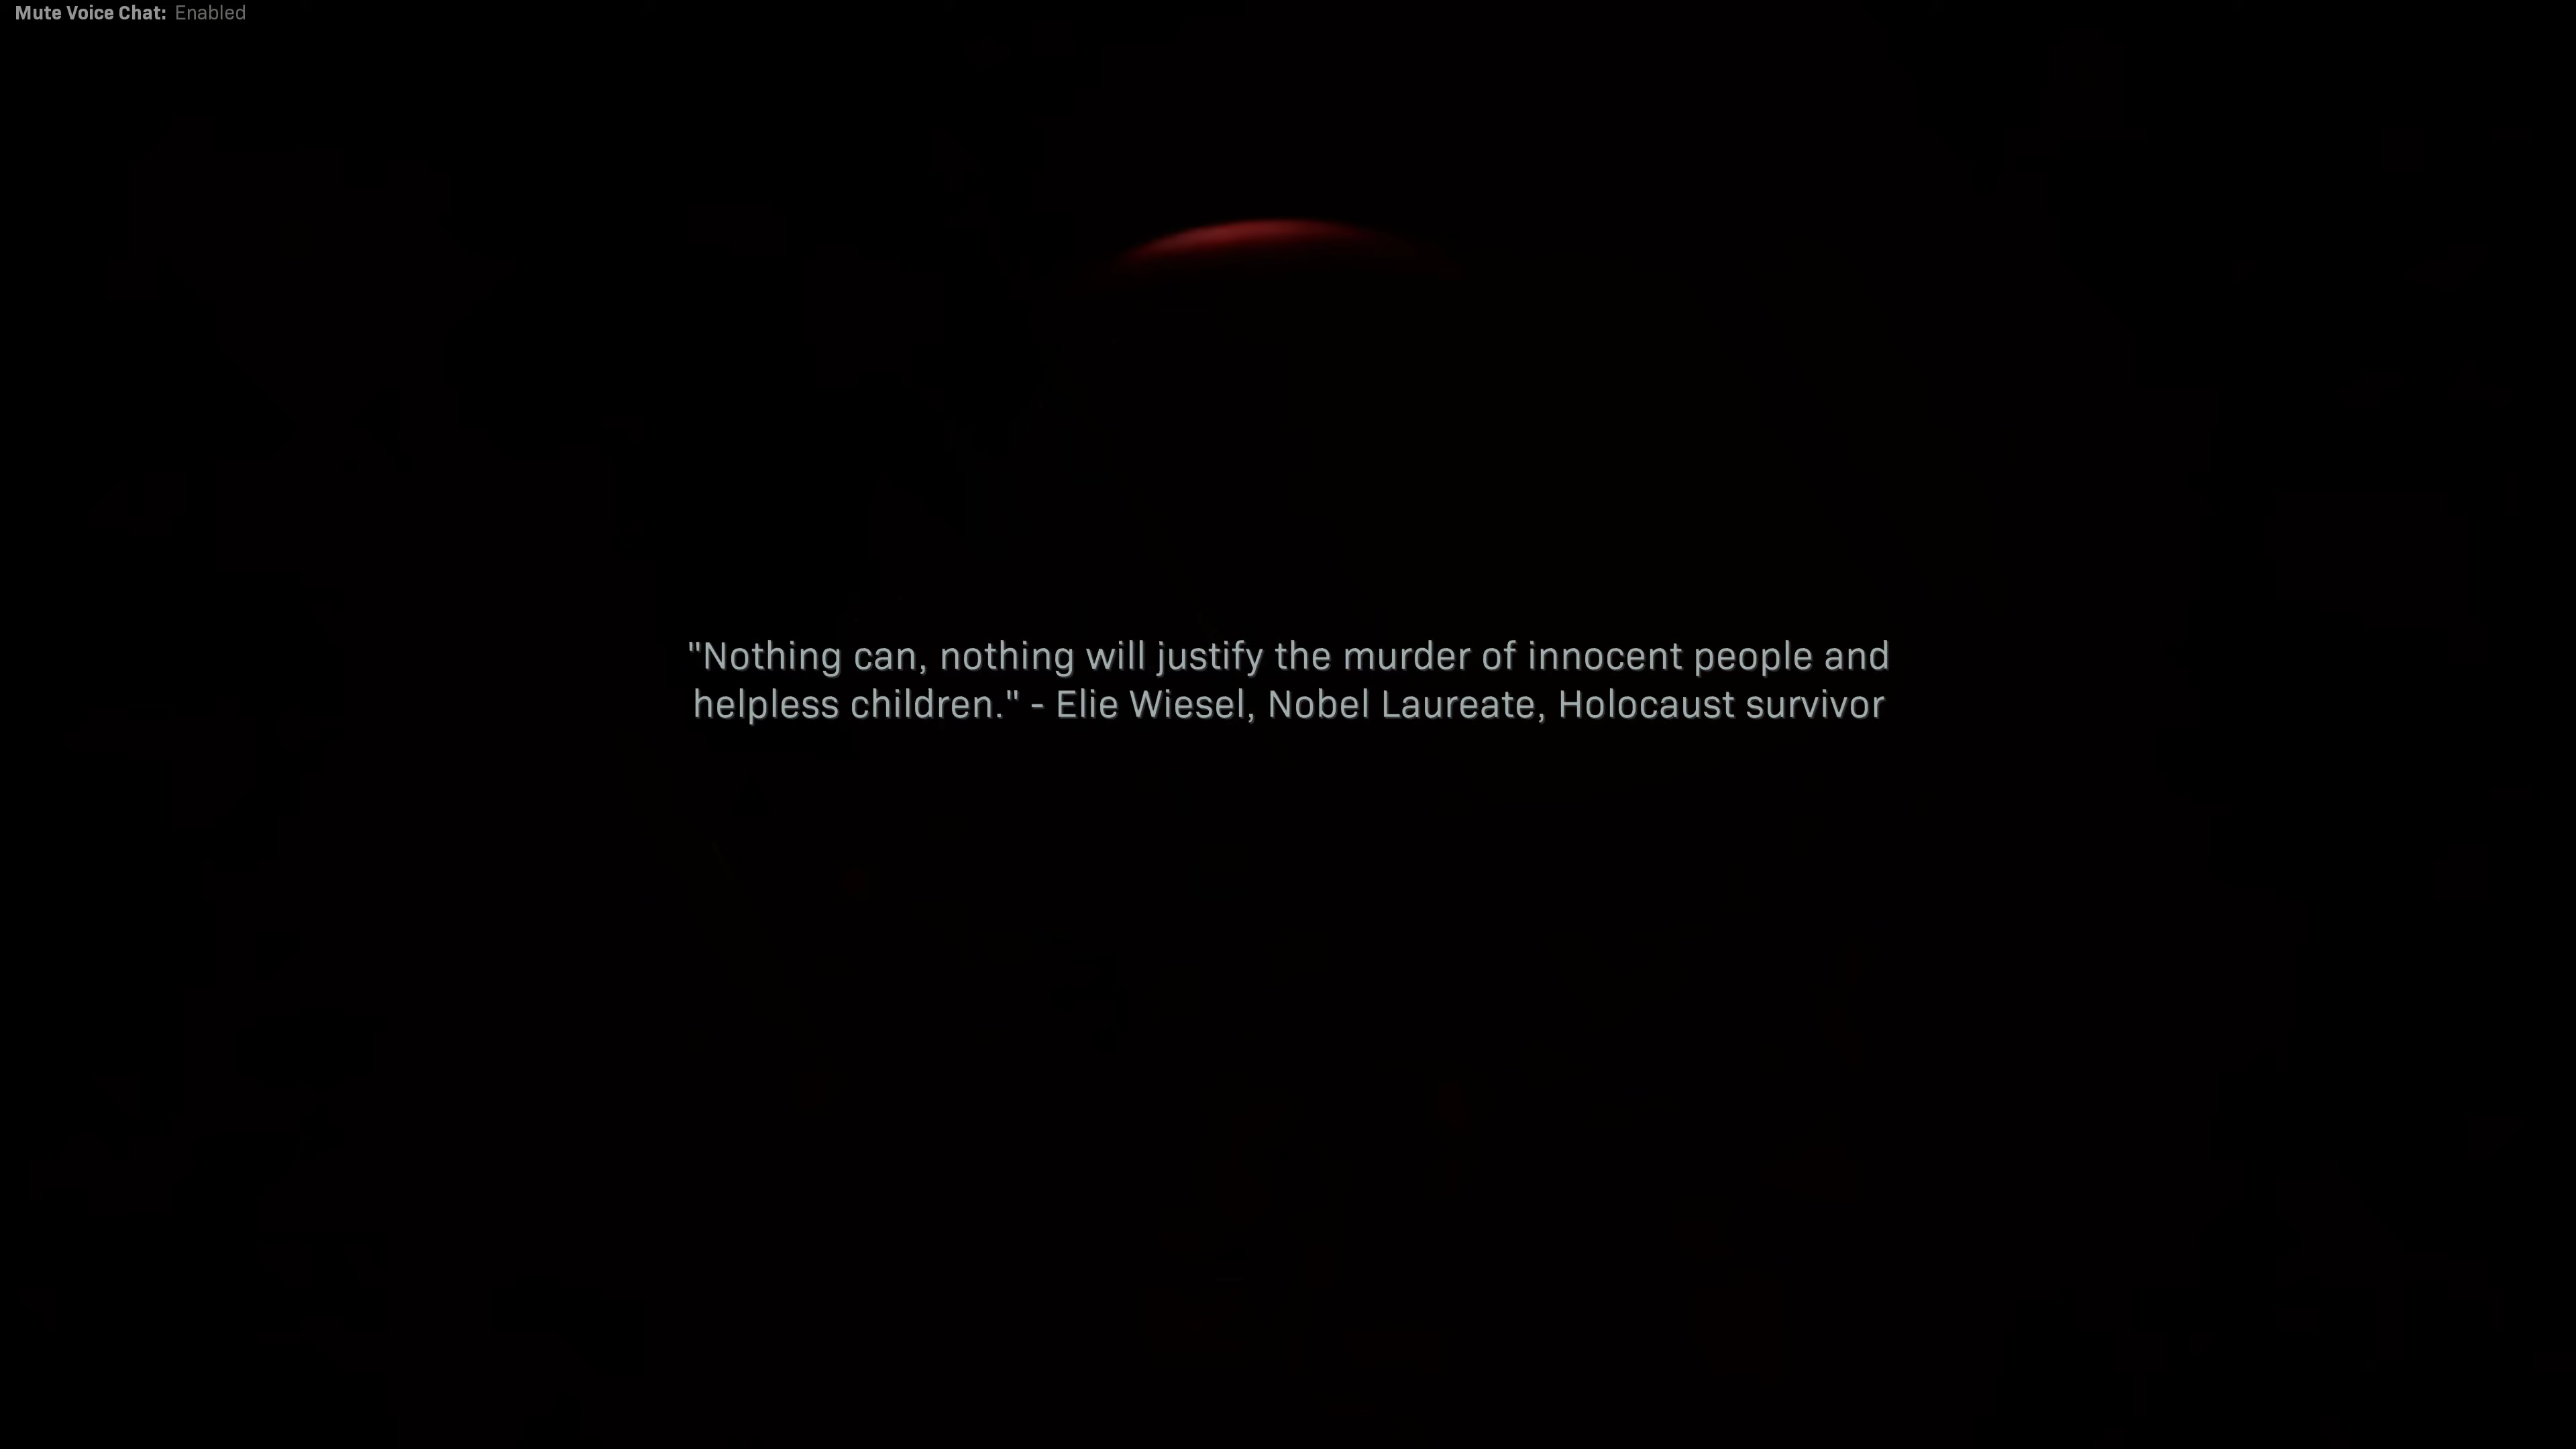 Mute Voice Chat: Enabled
"Nothing can, nothing will justify the murder of innocent people and
helpless children." - Elie Wiesel, Nobel Laureate, Holocaust survivor